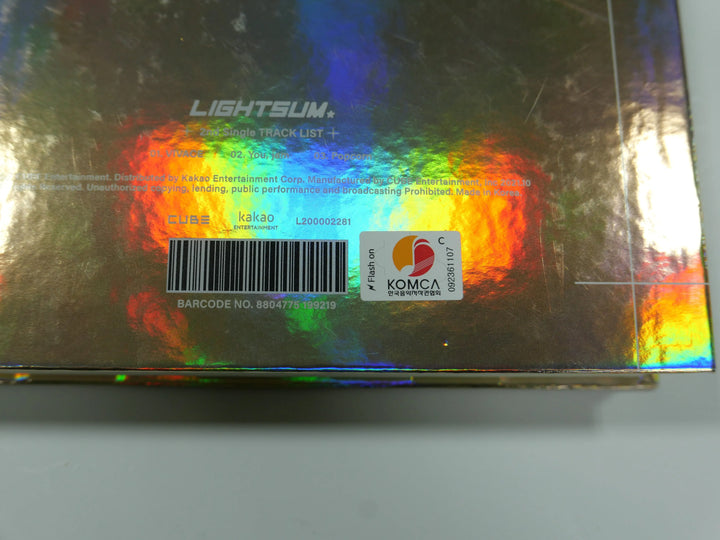 LIGHTSUM
2nd Single TRACK LIST
02. You,
Entertainment. Distributed by Kakao Entertainment Corp. Manufactured by CUBE Entertainment,
Reserved. Unauthorized copying, lending, public performance and broadcasting Prohibited. Made in Korea.
CUBE kakao L200002281
ENTERTAINMENT
BARCODE NO. 8804775 199219
Flash on
C
KOMCA
한국음악저작권협회
092361107